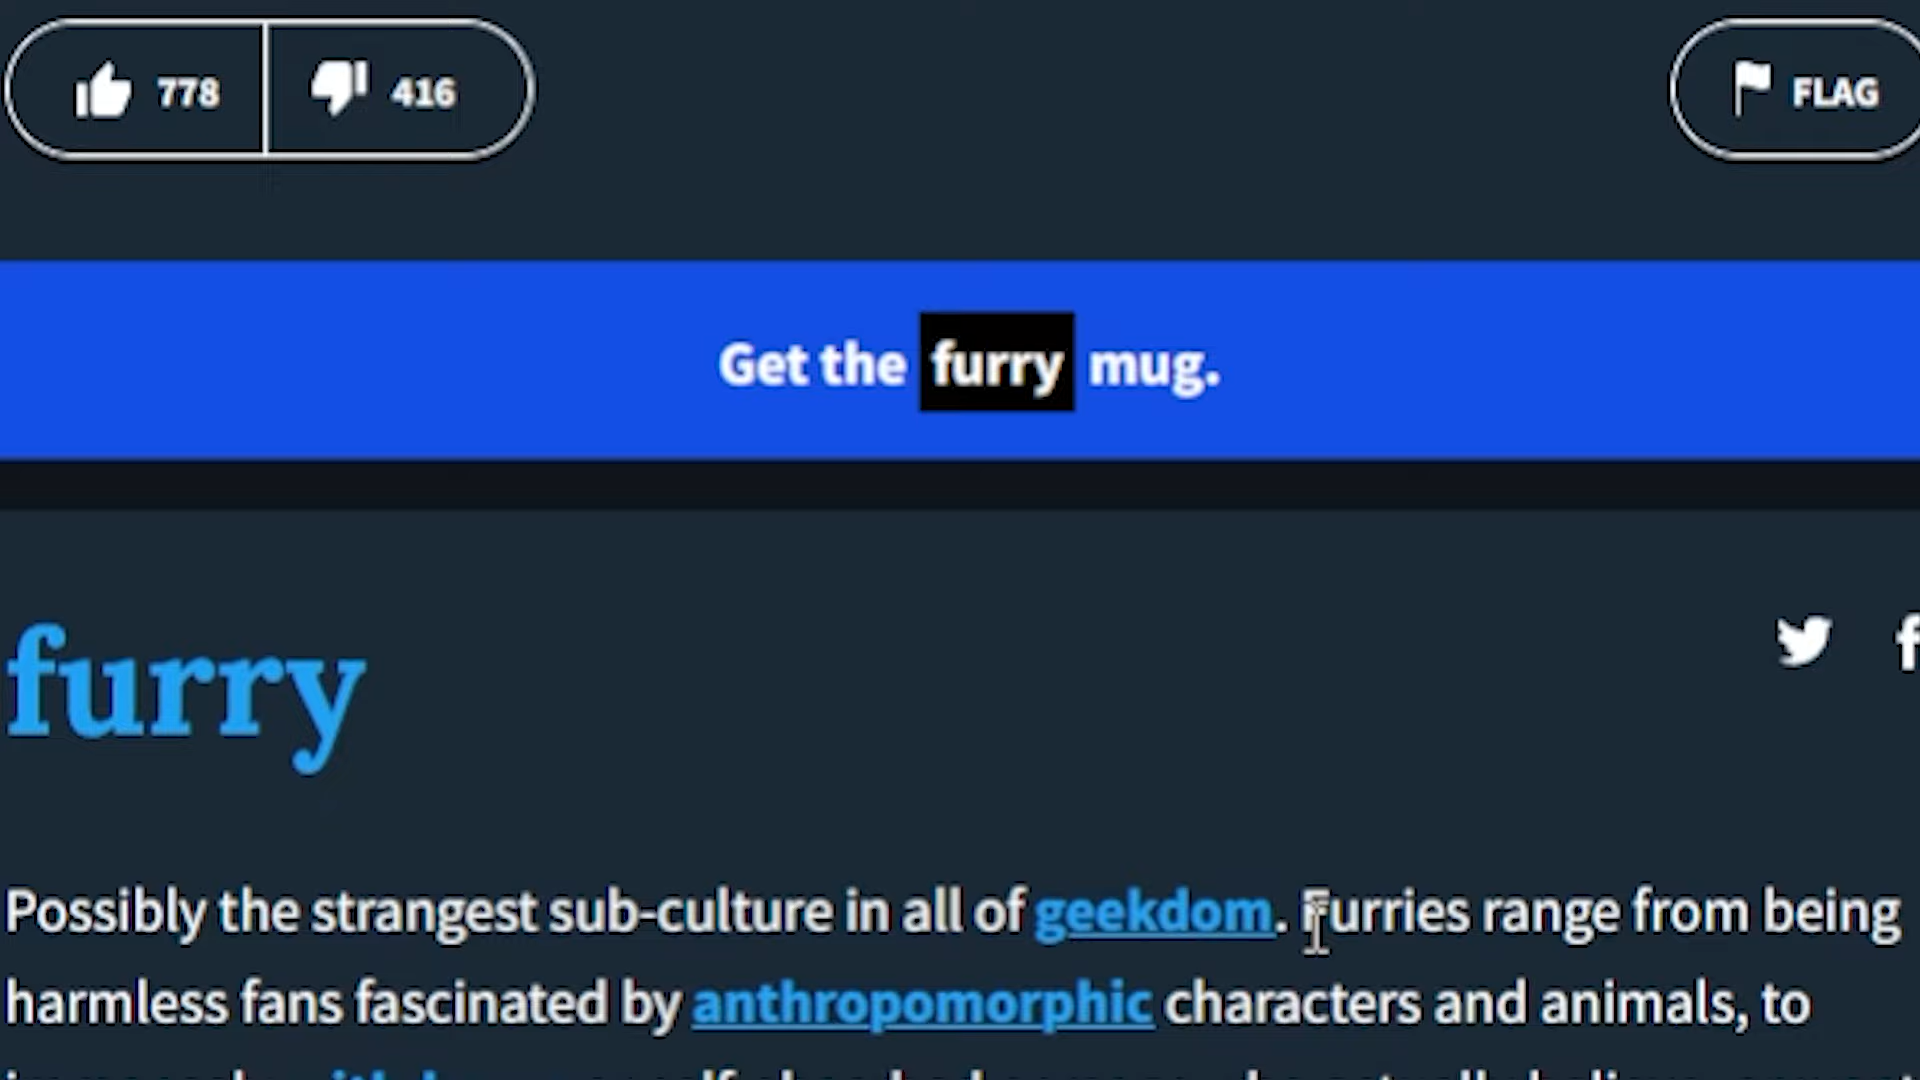 778 416 FLAG
Get the furry mug.
furry
Possibly the strangest sub-culture in all of geekdom. Furries range from being
harmless fans fascinated by anthropomorphic characters and animals, to